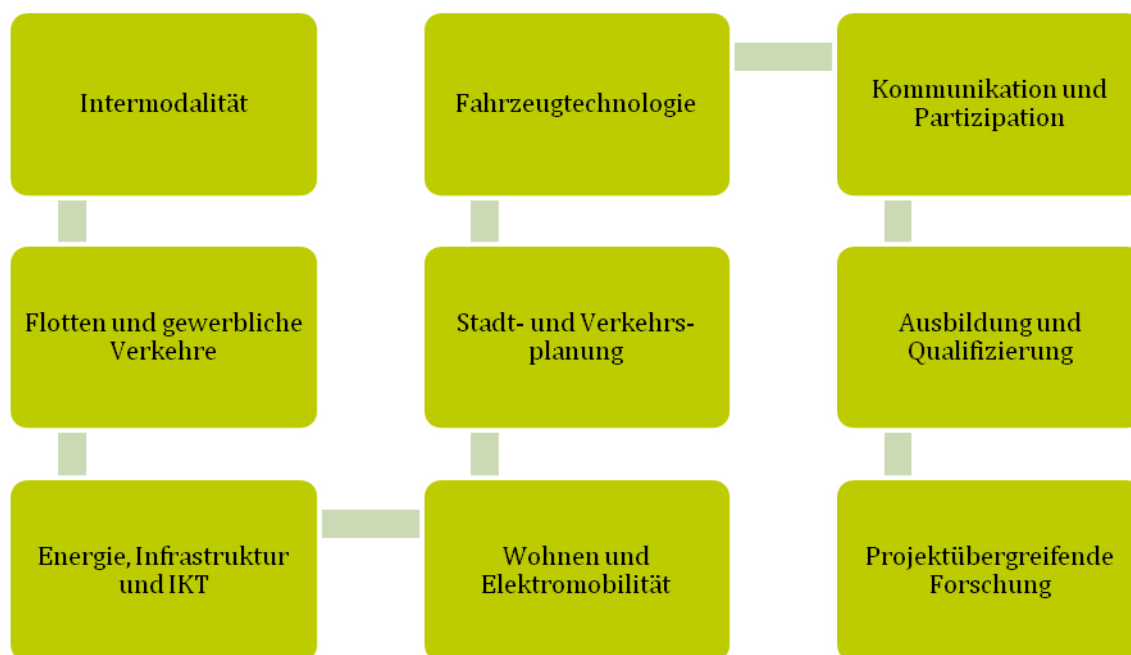 Intermodalität
Flotten und gewerbliche
Verkehre
Energie, Infrastruktur
und IKT
Wohnen und
Elektromobilität
Stadt- und Verkehrs-
planung
Fahrzeugtechnologie
Kommunikation und
Partizipation
Ausbildung und
Qualifizierung
Projektübergreifende
Forschung